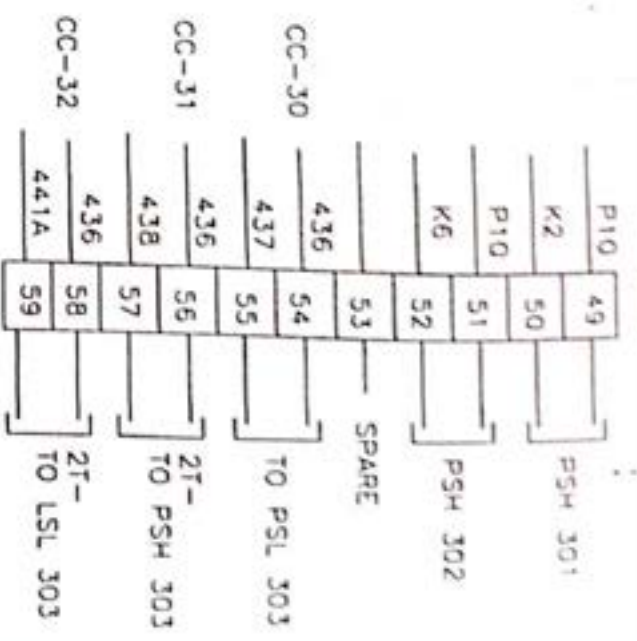 P10 49 PSH 301
K2 50
P10 51
K6 52 PSH 302
53 SPARE
CC-30 436 54
437 55 TO PSL 303
CC-31 436 56 2T-
438 57 TO PSH 303
CC-32 436 58 2T-
441A 59 TO LSL 303